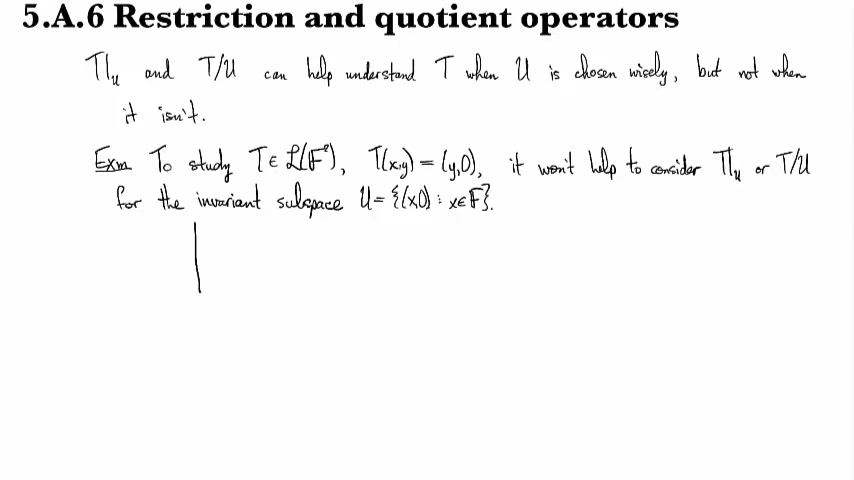 5.A.6 Restriction and quotient operators
T|u and T/U can help understand T when U is chosen wisely, but not when
it isn't.
Exm To study T∈ℒ(F²), T(x,y) = (y,0), it won't help to consider T|u or T/U
for the invariant subspace U = {(x,0) : x∈F}.